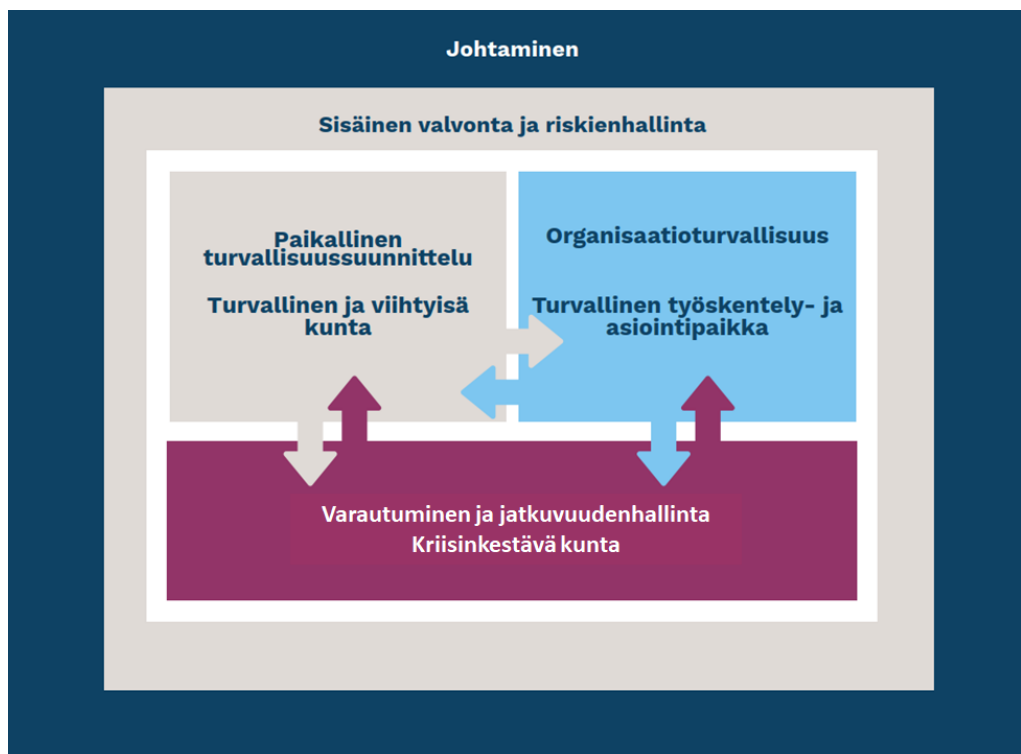 Johtaminen
Sisäinen valvonta ja riskienhallinta
Paikallinen
turvallisuussuunnittelu
Turvallinen ja viihtyisä
kunta
Organisaatioturvallisuus
Turvallinen työskentely- ja
asiointipaikka
Varautuminen ja jatkuvuudenhallinta
Kriisinkestävä kunta